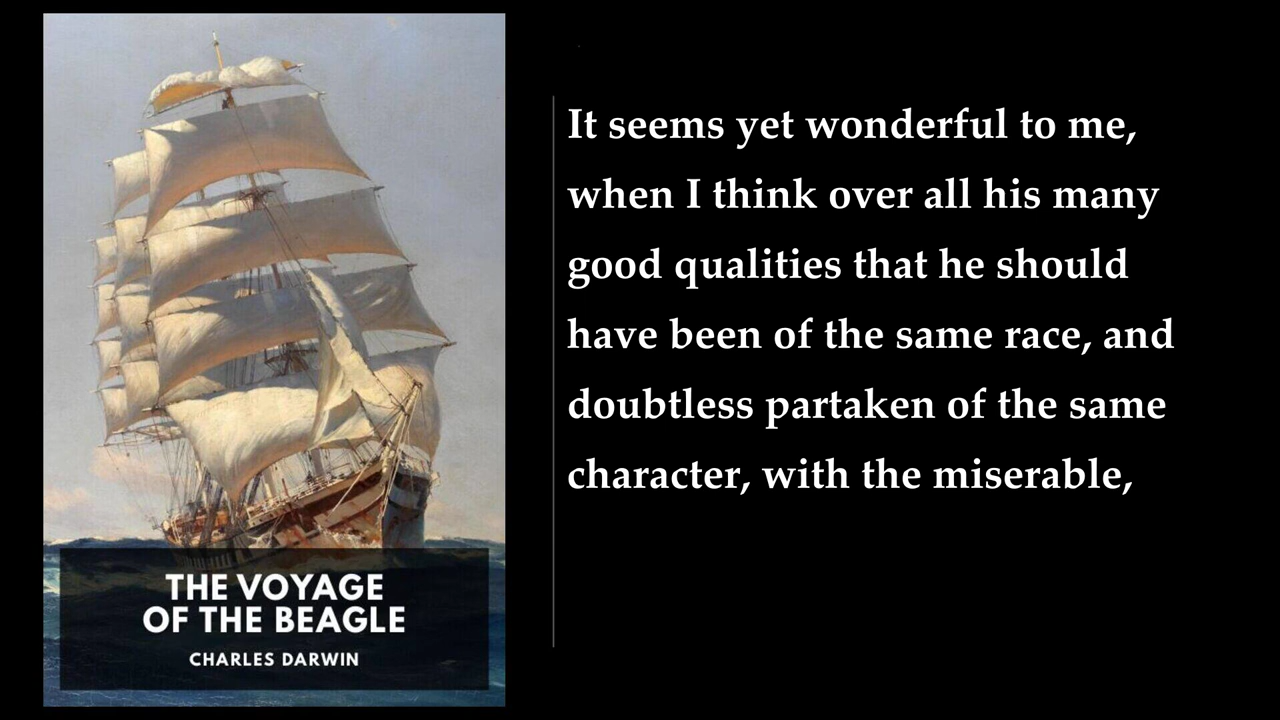 THE VOYAGE
OF THE BEAGLE
CHARLES DARWIN
It seems yet wonderful to me,
when I think over all his many
good qualities that he should
have been of the same race, and
doubtless partaken of the same
character, with the miserable,